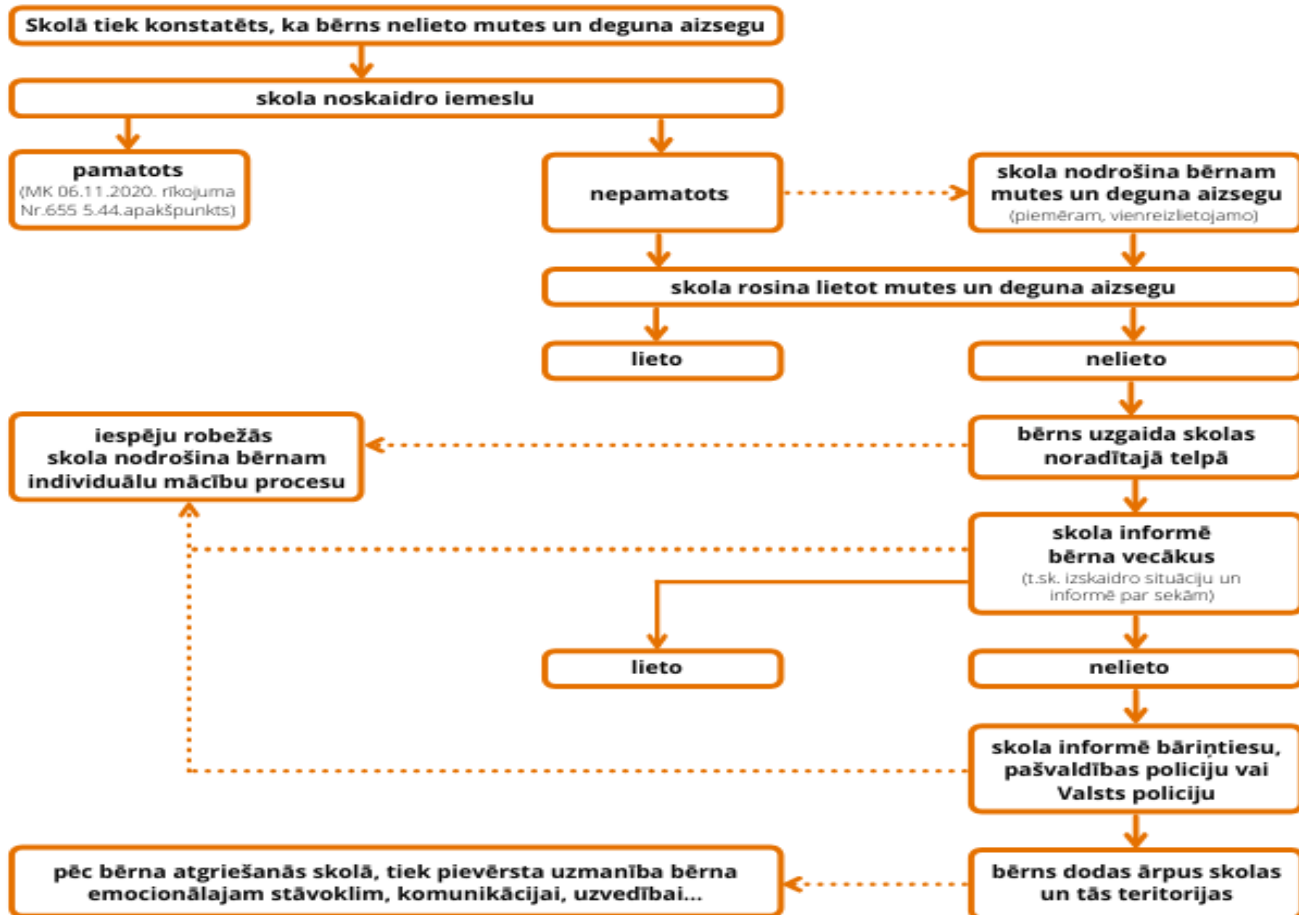 Skolā tiek konstatēts, ka bērns nelieto mutes un deguna aizsegu
skola noskaidro iemeslu
pamatots
(MK 06.11.2020. rīkojuma
Nr.655 5.44.apakšpunkts)
nepamatots
skola nodrošina bērnam
mutes un deguna aizsegu
(piemēram, vienreizlietojamo)
skola rosina lietot mutes un deguna aizsegu
lieto
nelieto
iespēju robežās
skola nodrošina bērnam
individuālu mācību procesu
bērns uzgaida skolas
noradītajā telpā
skola informē
bērna vecākus
(t.sk. izskaidro situāciju un
informē par sekām)
lieto
nelieto
skola informē bāriņtiesu,
pašvaldības policiju vai
Valsts policiju
pēc bērna atgriešanās skolā, tiek pievērsta uzmanība bērna
emocionālajam stāvoklim, komunikācijai, uzvedībai...
bērns dodas ārpus skolas
un tās teritorijas